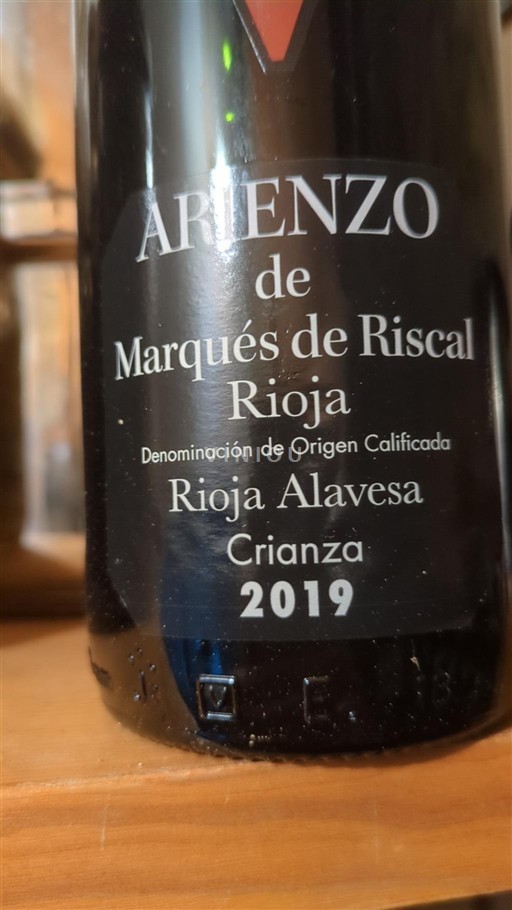 ARIENZO
de
Marqués de Riscal
Rioja
Denominación de Origen Calificada
Rioja Alavesa
Crianza
2019